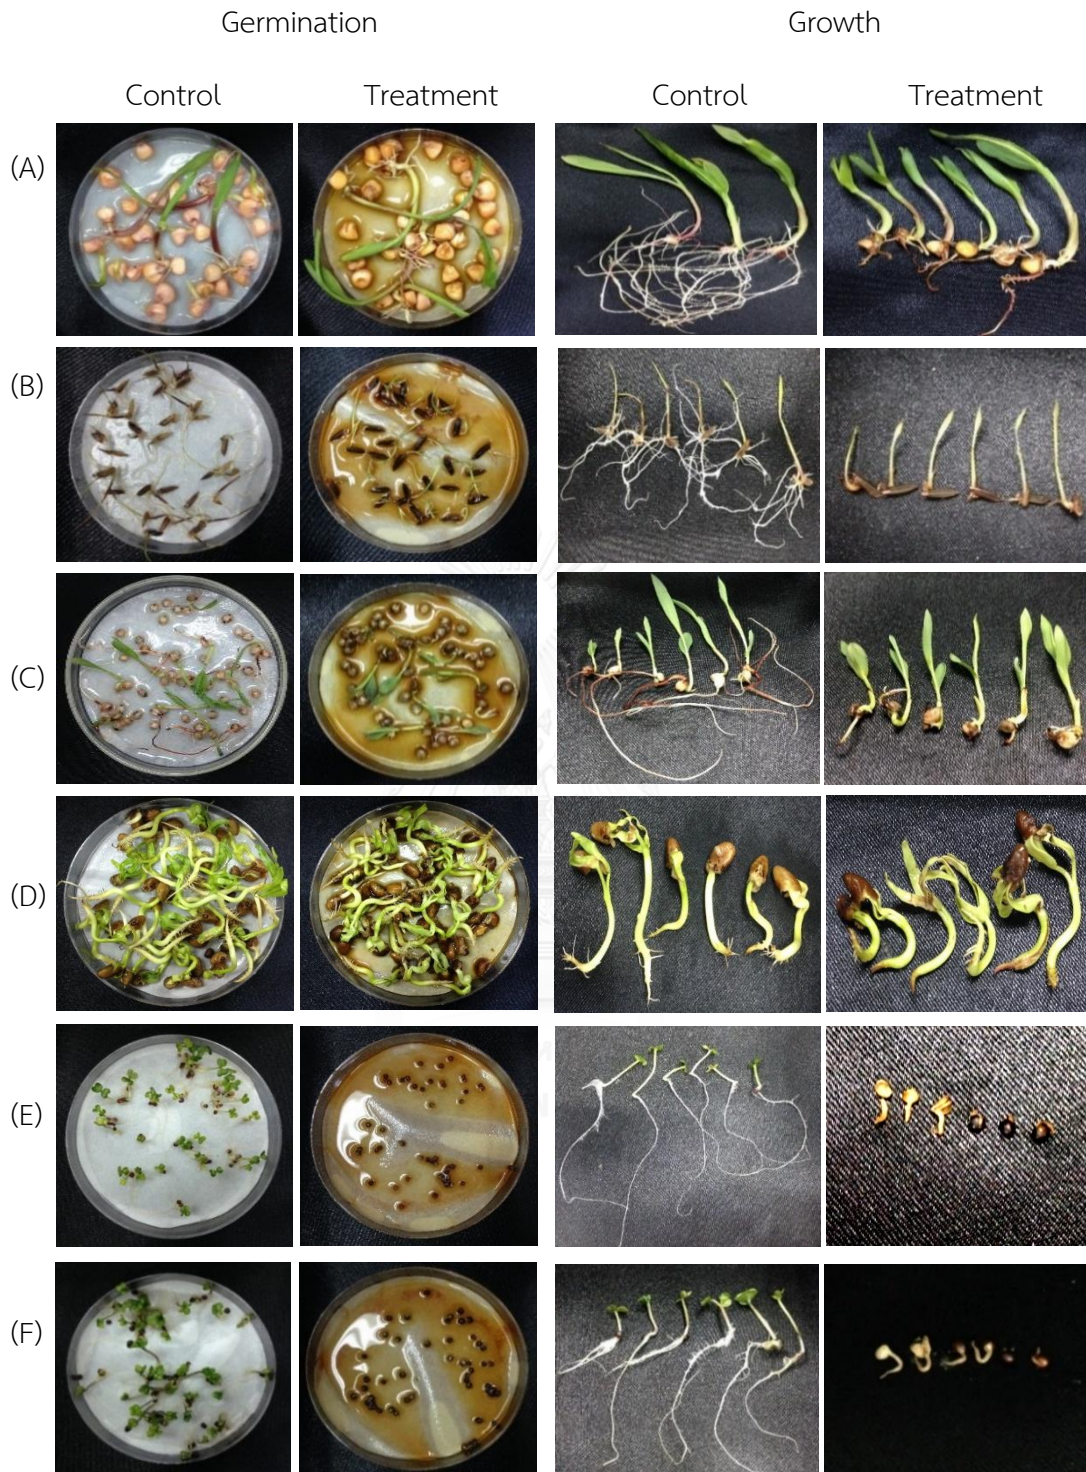 Germination Growth
Control Treatment Control Treatment
(A)
(B)
(C)
(D)
(E)
(F)